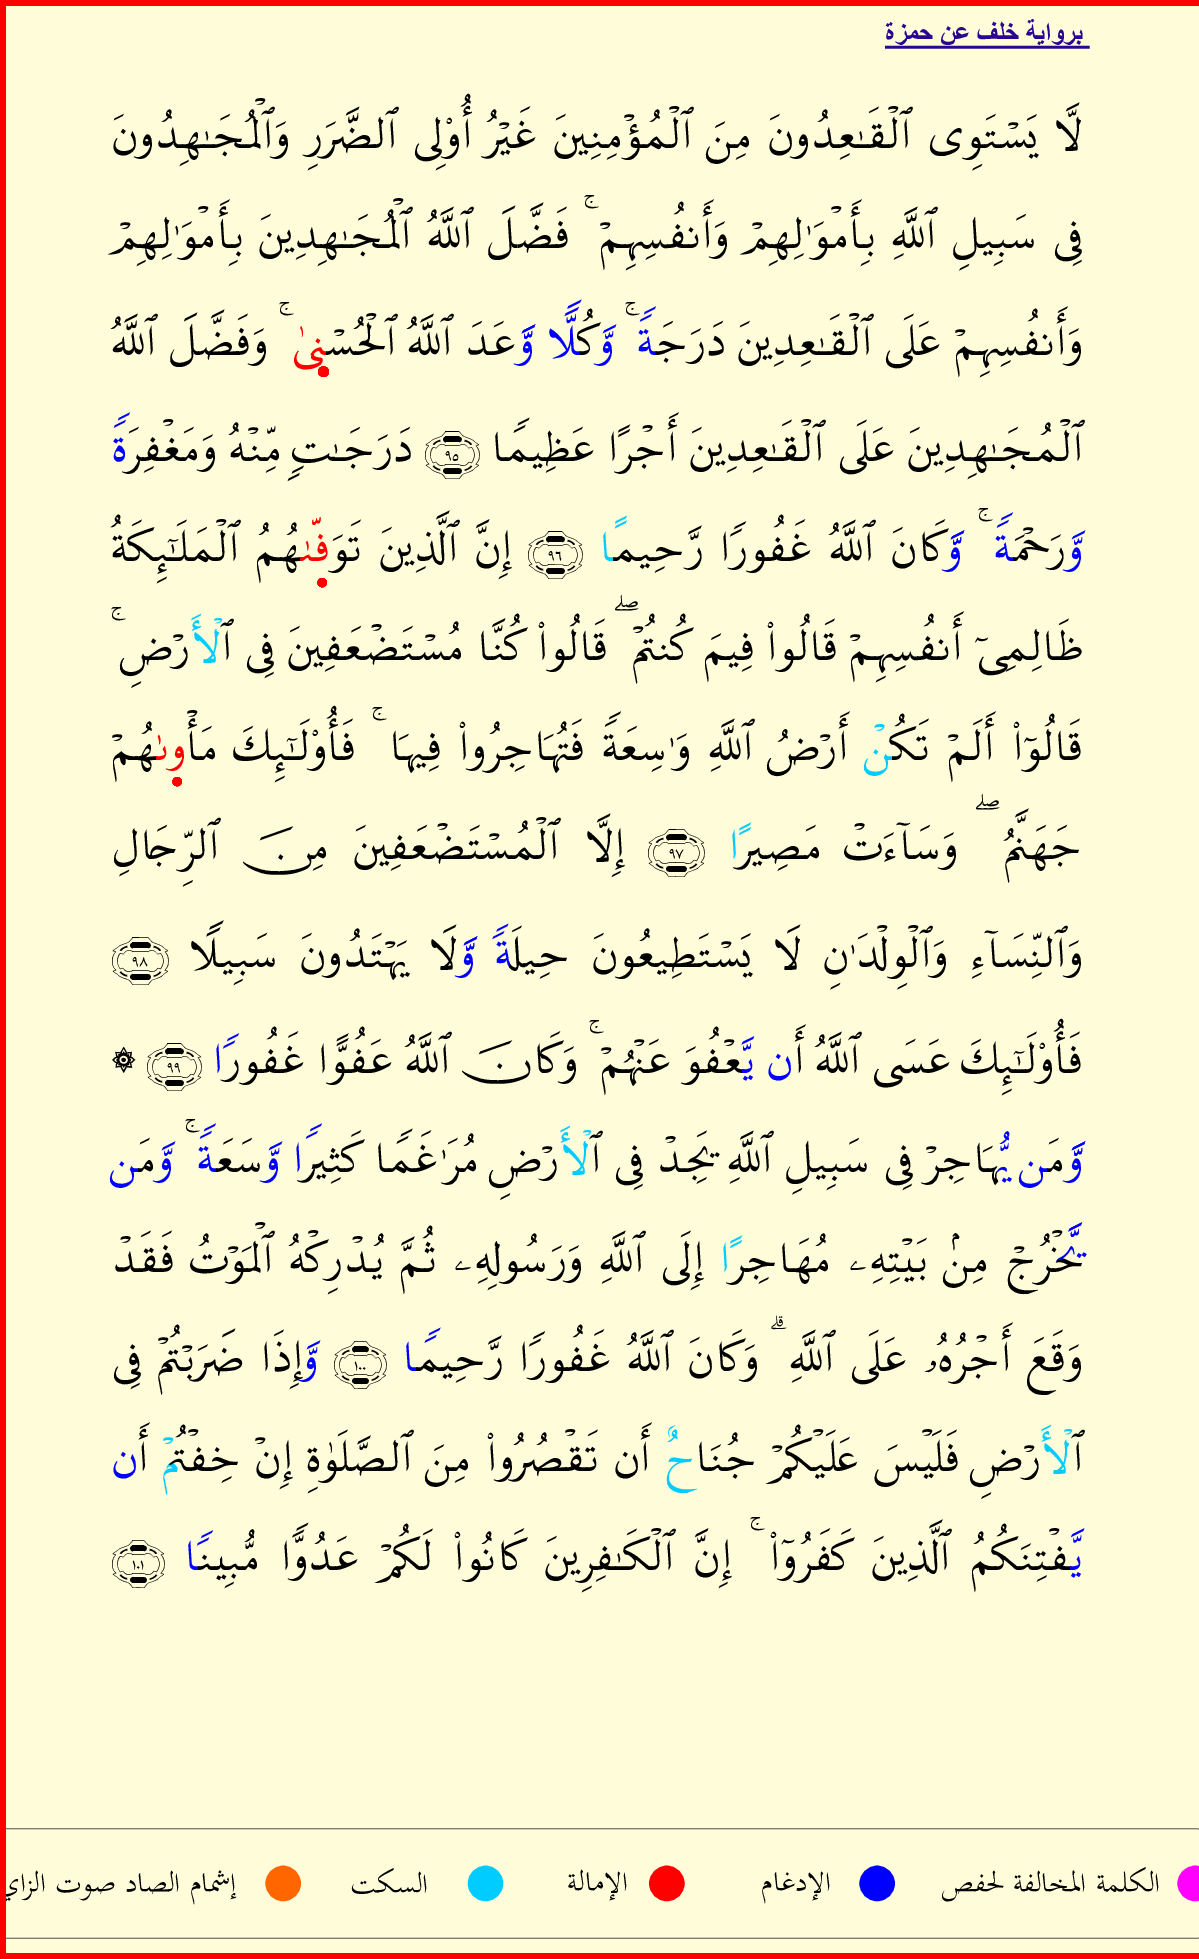 برواية خلف عن حمزة
لَّا يَسْتَوِى ٱلْقَـٰعِدُونَ مِنَ ٱلْمُؤْمِنِينَ غَيْرُ أُوْلِى ٱلضَّرَرِ وَٱلْمُجَـٰهِدُونَ
فِى سَبِيلِ ٱللَّهِ بِأَمْوَٰلِهِمْ وَأَنفُسِهِمْ ۚ فَضَّلَ ٱللَّهُ ٱلْمُجَـٰهِدِينَ بِأَمْوَٰلِهِمْ
وَأَنفُسِهِمْ عَلَى ٱلْقَـٰعِدِينَ دَرَجَةً ۚ وَّكُلًّا وَّعَدَ ٱللَّهُ ٱلْحُسْنِىٰ ۚ وَفَضَّلَ ٱللَّهُ
ٱلْمُجَـٰهِدِينَ عَلَى ٱلْقَـٰعِدِينَ أَجْرًا عَظِيمًا ٩٥ دَرَجَـٰتٍ مِّنْهُ وَمَغْفِرَةً
وَّرَحْمَةً ۚ وَّكَانَ ٱللَّهُ غَفُورًا رَّحِيمًا ٩٦ إِنَّ ٱلَّذِينَ تَوَفِّىٰهُمُ ٱلْمَلَـٰٓئِكَةُ
ظَالِمِىٓ أَنفُسِهِمْ قَالُوا۟ فِيمَ كُنتُمْ ۖ قَالُوا۟ كُنَّا مُسْتَضْعَفِينَ فِى ٱلْأَرْضِ ۚ
قَالُوٓا۟ أَلَمْ تَكُنْ أَرْضُ ٱللَّهِ وَٰسِعَةً فَتُهَاجِرُوا۟ فِيهَا ۚ فَأُو۟لَـٰٓئِكَ مَأْوِىٰهُمْ
جَهَنَّمُ ۖ وَسَآءَتْ مَصِيرًا ٩٧ إِلَّا ٱلْمُسْتَضْعَفِينَ مِنَ ٱلرِّجَالِ
وَٱلنِّسَآءِ وَٱلْوِلْدَٰنِ لَا يَسْتَطِيعُونَ حِيلَةً وَّلَا يَهْتَدُونَ سَبِيلًا ٩٨
فَأُو۟لَـٰٓئِكَ عَسَى ٱللَّهُ أَن يَّعْفُوَ عَنْهُمْ ۚ وَكَانَ ٱللَّهُ عَفُوًّا غَفُورًا ٩٩ ۞
وَّمَن يُّهَاجِرْ فِى سَبِيلِ ٱللَّهِ يَجِدْ فِى ٱلْأَرْضِ مُرَٰغَمًا كَثِيرًا وَّسَعَةً ۚ وَّمَن
يَّخْرُجْ مِنۢ بَيْتِهِۦ مُهَاجِرًا إِلَى ٱللَّهِ وَرَسُولِهِۦ ثُمَّ يُدْرِكْهُ ٱلْمَوْتُ فَقَدْ
وَقَعَ أَجْرُهُۥ عَلَى ٱللَّهِ ۗ وَكَانَ ٱللَّهُ غَفُورًا رَّحِيمًا ١٠٠ وَّإِذَا ضَرَبْتُمْ فِى
ٱلْأَرْضِ فَلَيْسَ عَلَيْكُمْ جُنَاحٌ أَن تَقْصُرُوا۟ مِنَ ٱلصَّلَوٰةِ إِنْ خِفْتُمْ أَن
يَّفْتِنَكُمُ ٱلَّذِينَ كَفَرُوٓا۟ ۚ إِنَّ ٱلْكَـٰفِرِينَ كَانُوا۟ لَكُمْ عَدُوًّا مُّبِينًا ١٠١
الكلمة المخالفة لحفص الإدغام الإمالة السكت إشمام الصاد صوت الزاي